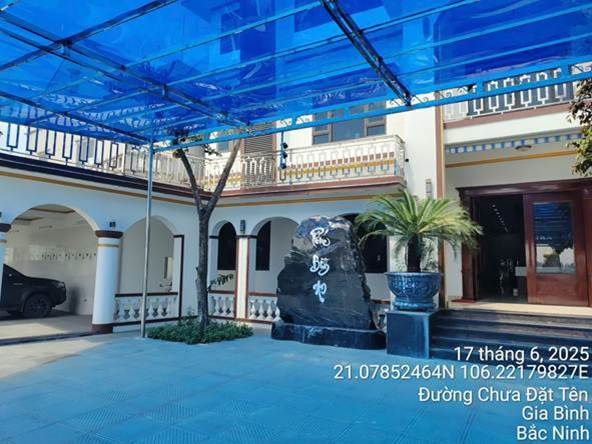 17 tháng 6, 2025
21.07852464N 106.22179827E
Đường Chưa Đặt Tên
Gia Bình
Bắc Ninh